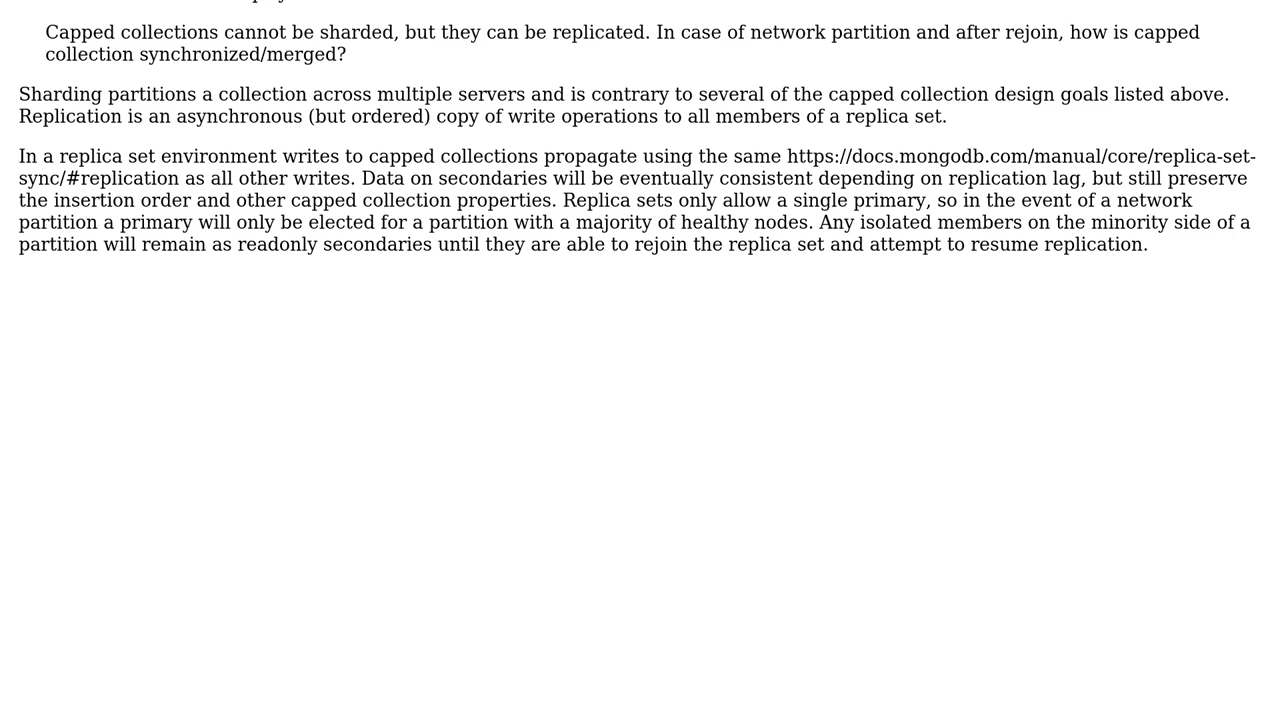 Capped collections cannot be sharded, but they can be replicated. In case of network partition and after rejoin, how is capped
collection synchronized/merged?
Sharding partitions a collection across multiple servers and is contrary to several of the capped collection design goals listed above.
Replication is an asynchronous (but ordered) copy of write operations to all members of a replica set.
In a replica set environment writes to capped collections propagate using the same https://docs.mongodb.com/manual/core/replica-set-
sync/#replication as all other writes. Data on secondaries will be eventually consistent depending on replication lag, but still preserve
the insertion order and other capped collection properties. Replica sets only allow a single primary, so in the event of a network
partition a primary will only be elected for a partition with a majority of healthy nodes. Any isolated members on the minority side of a
partition will remain as readonly secondaries until they are able to rejoin the replica set and attempt to resume replication.